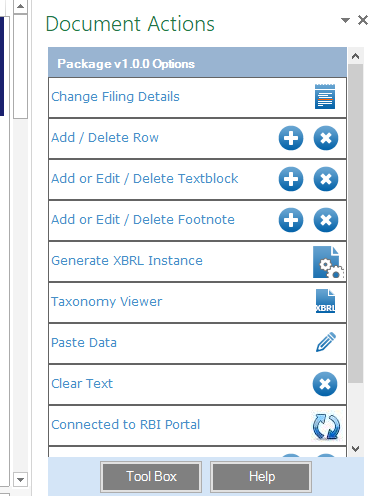 Document Actions
Package v1.0.0 Options
Change Filing Details
Add / Delete Row
Add or Edit / Delete Textblock
Add or Edit / Delete Footnote
Generate XBRL Instance
Taxonomy Viewer XBRL
Paste Data
Clear Text
Connected to RBI Portal
Tool Box Help